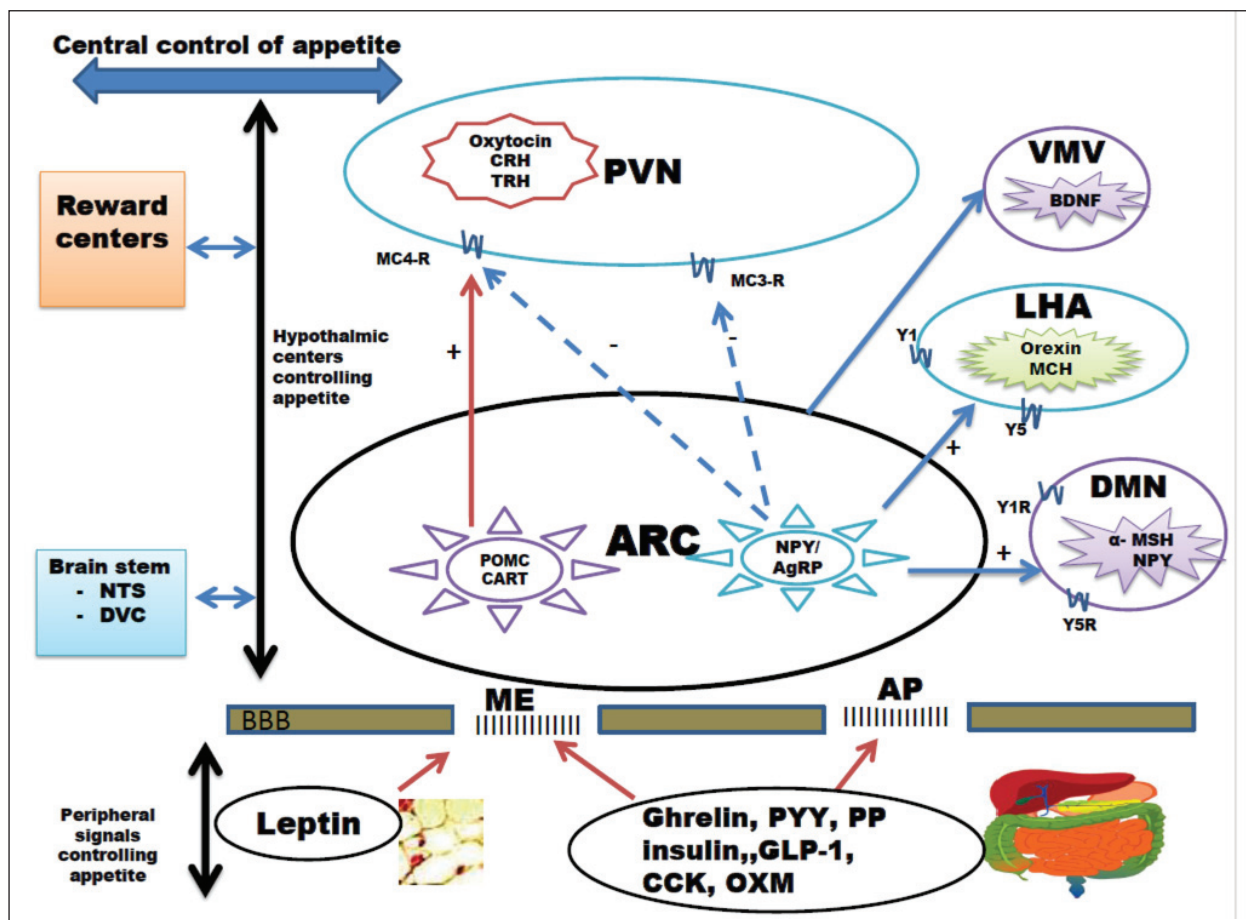 Central control of appetite
Oxytocin
CRH
TRH
PVN
VMV
BDNF
Reward
centers
MC4-R
MC3-R
LHA
Y1
Orexin
MCH
Y5
Hypothalmic
centers
controlling
appetite
+
-
-
+
DMN
Y1R
α- MSH
NPY
Y5R
+
ARC
POMC
CART
NPY/
AgRP
Brain stem
- NTS
- DVC
ME
AP
BBB
Peripheral
signals
controlling
appetite
Leptin
Ghrelin, PYY, PP
insulin,,GLP-1,
CCK, OXM